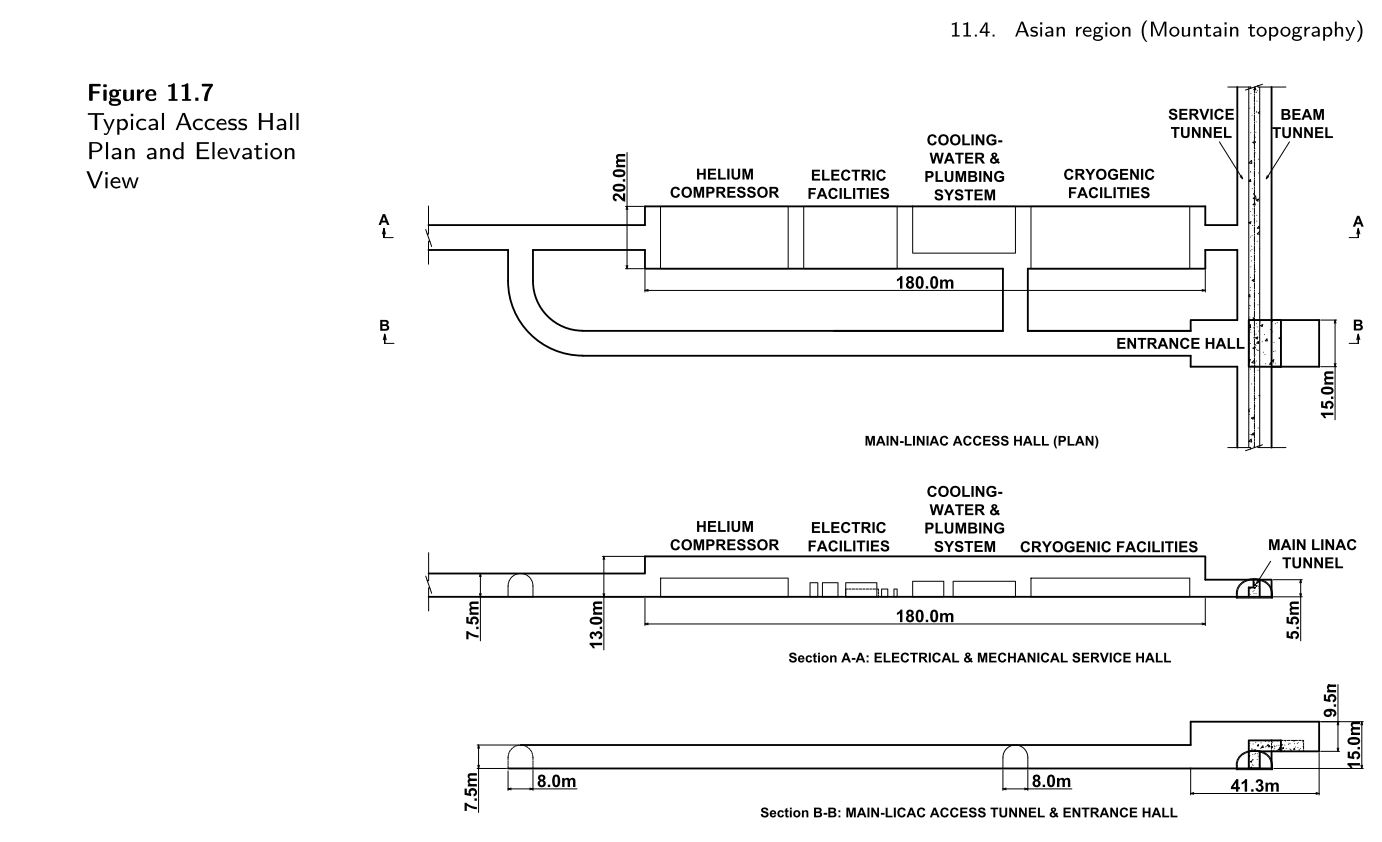 11.4. Asian region (Mountain topography)
Figure 11.7
Typical Access Hall
Plan and Elevation
View
SERVICE
TUNNEL
BEAM
TUNNEL
COOLING-
WATER &
PLUMBING
SYSTEM
HELIUM
COMPRESSOR
ELECTRIC
FACILITIES
CRYOGENIC
FACILITIES
20.0m
A
A
180.0m
B
B
ENTRANCE HALL
15.0m
MAIN-LINIAC ACCESS HALL (PLAN)
COOLING-
WATER &
PLUMBING
SYSTEM
HELIUM
COMPRESSOR
ELECTRIC
FACILITIES
CRYOGENIC FACILITIES
MAIN LINAC
TUNNEL
7.5m
13.0m
180.0m
5.5m
Section A-A: ELECTRICAL & MECHANICAL SERVICE HALL
9.5n
15.0m
7.5m
8.0m
8.0m
41.3m
Section B-B: MAIN-LICAC ACCESS TUNNEL & ENTRANCE HALL